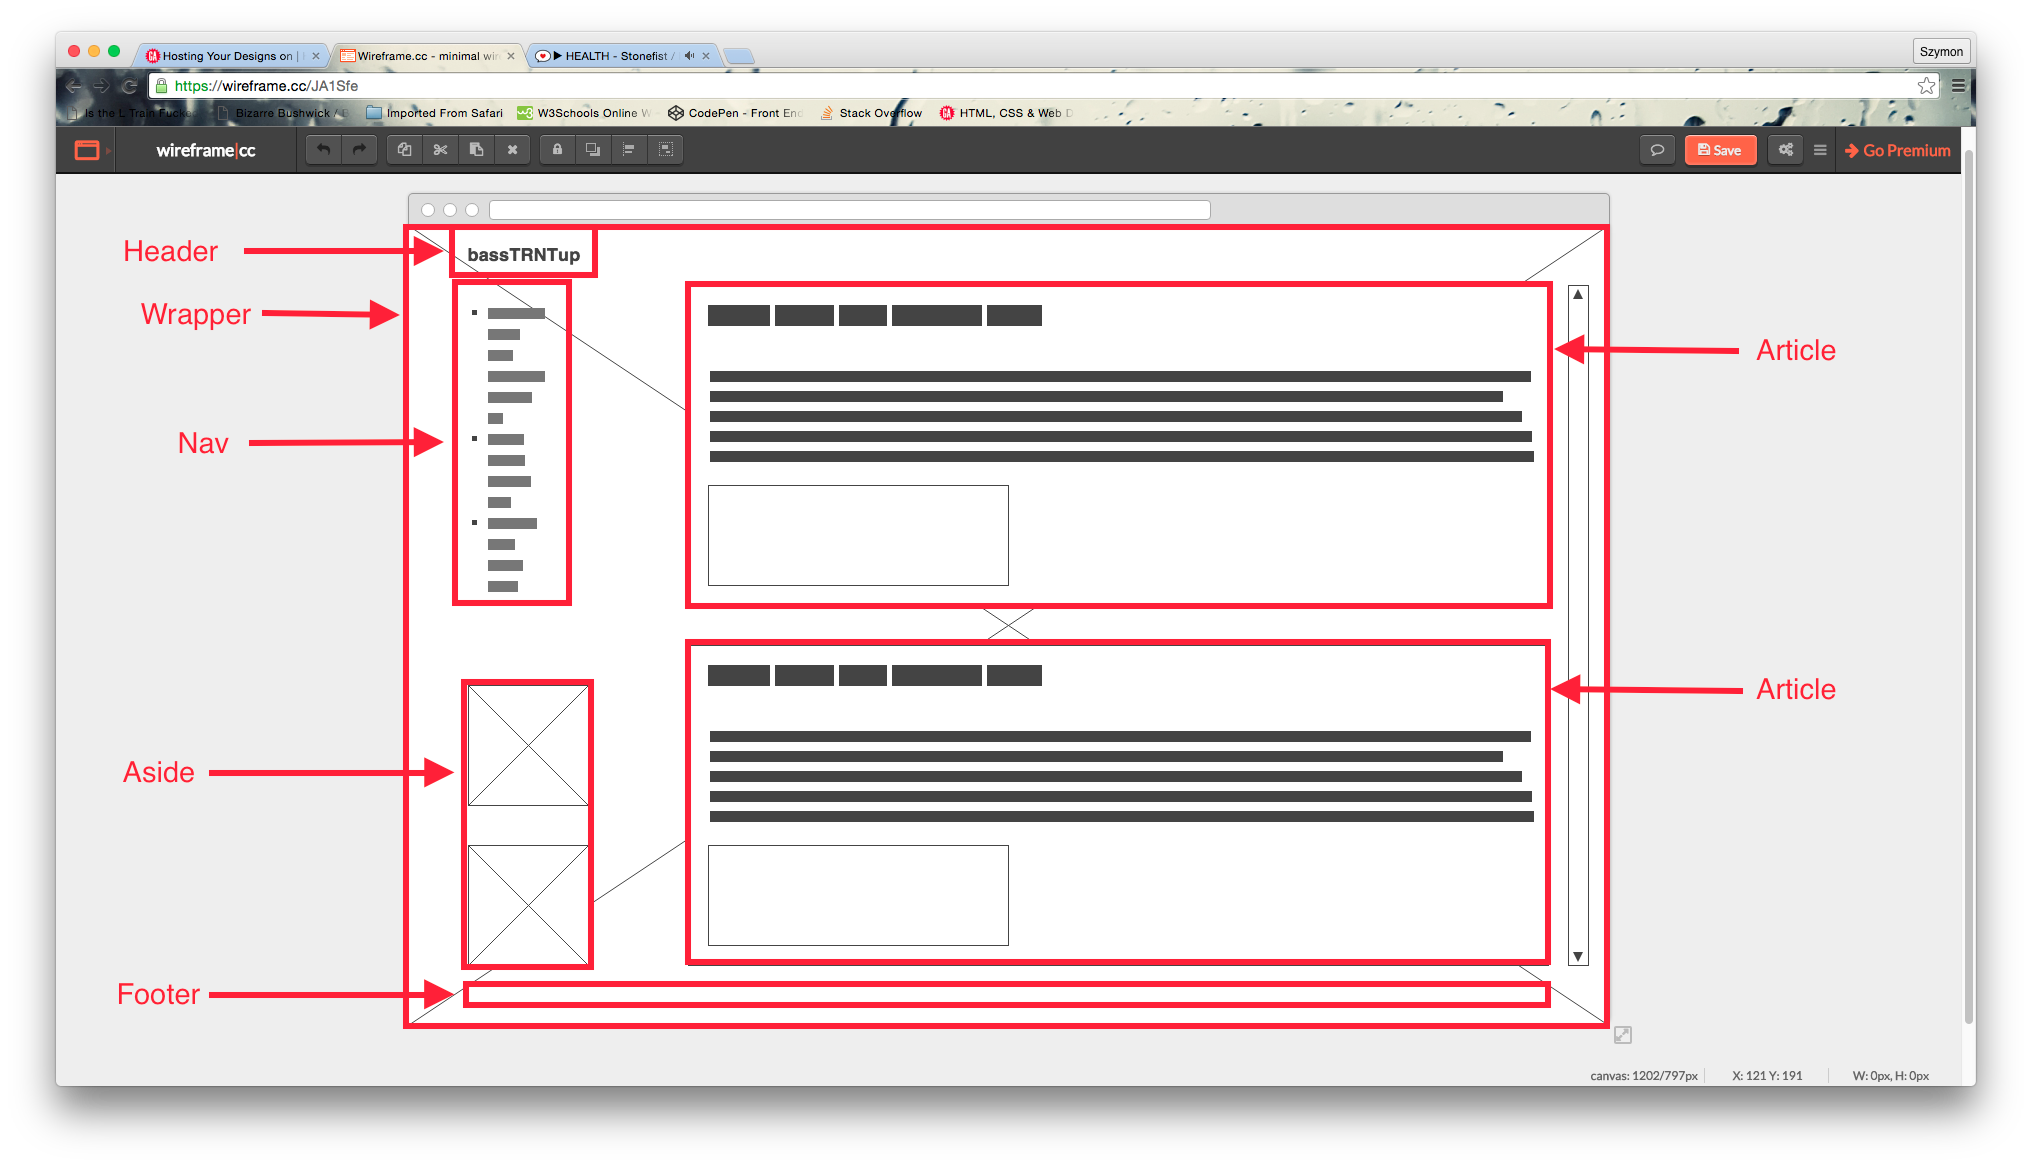 Hosting Your Designs on |
Wireframe.cc - minimal wir
▶ HEALTH - Stonefist /
Szymon
https://wireframe.cc/JA1Sfe
Is the L Train Fucke
Bizarre Bushwick / B
Imported From Safari
W3Schools Online W
CodePen - Front End
Stack Overflow
HTML, CSS & Web D
wireframe|cc
Save
Go Premium
Header
bassTRNTup
Wrapper
Article
Nav
Article
Aside
Footer
canvas: 1202/797px
X: 121 Y: 191
W: 0px, H: 0px